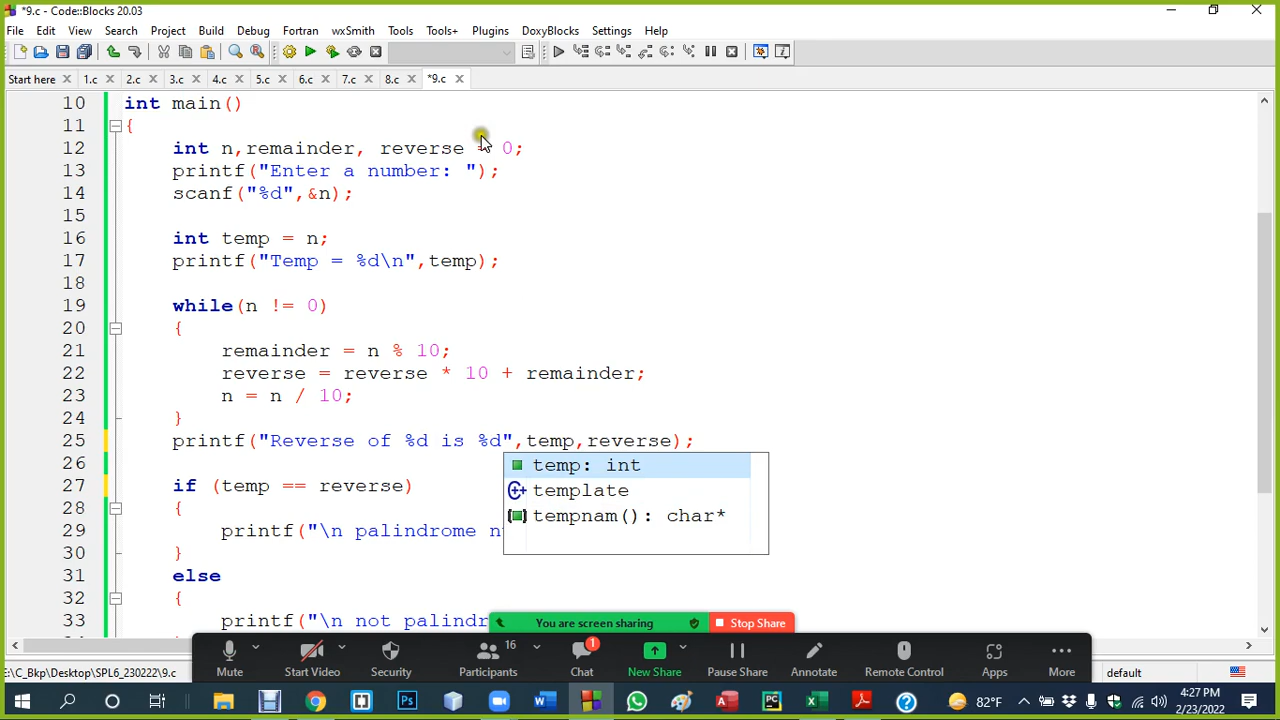 *9.c - Code::Blocks 20.03
File Edit View Search Project Build Debug Fortran wxSmith Tools Tools+ Plugins DoxyBlocks Settings Help
Start here 1.c 2.c 3.c 4.c 5.c 6.c 7.c 8.c *9.c
10 int main()
11 {
12 int n,remainder, reverse = 0;
13 printf("Enter a number: ");
14 scanf("%d",&n);
15
16 int temp = n;
17 printf("Temp = %d\n",temp);
18
19 while(n != 0)
20 {
21 remainder = n % 10;
22 reverse = reverse * 10 + remainder;
23 n = n / 10;
24 }
25 printf("Reverse of %d is %d",temp,reverse);
26 temp: int
27 if (temp == reverse) template
28 { tempnam(): char*
29 printf("\n palindrome n
30 }
31 else
32 {
33 printf("\n not palind
You are screen sharing Stop Share
Mute Start Video Security Participants 16 Chat 1 New Share Pause Share Annotate Remote Control Apps More
E:\C_Bkp\Desktop\SPL6_230222\9.c default
82°F 4:27 PM
2/23/2022